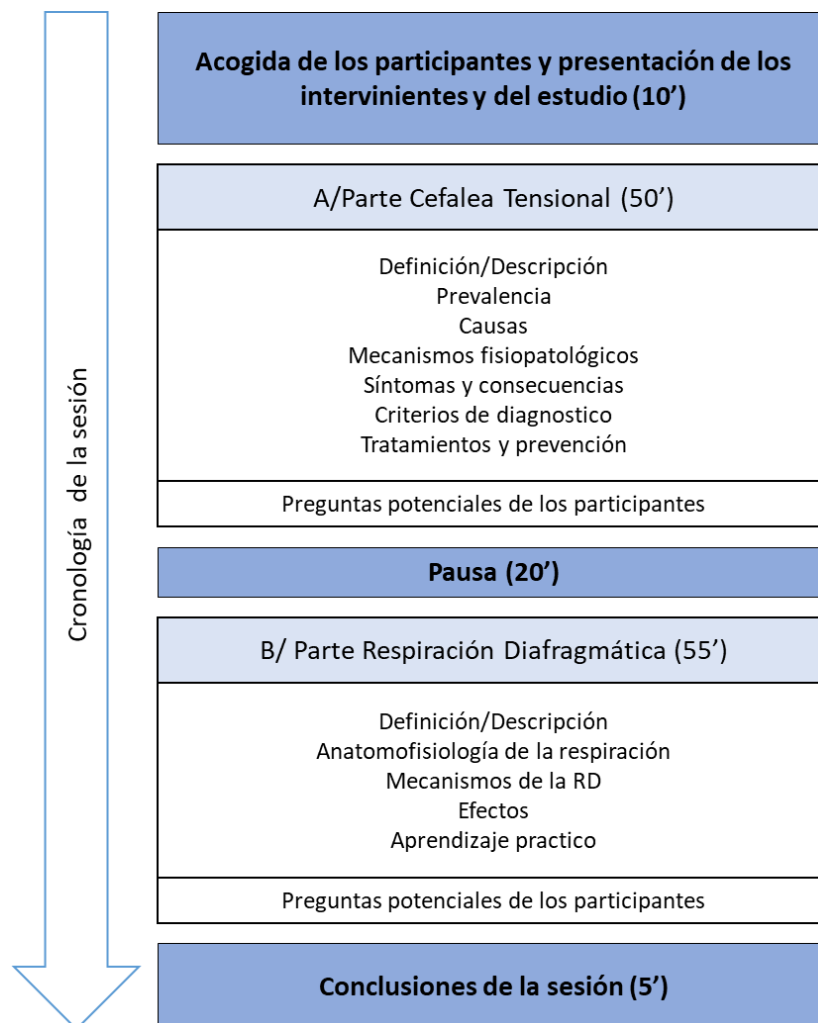 Cronología de la sesión
Acogida de los participantes y presentación de los
intervinientes y del estudio (10’)
A/Parte Cefalea Tensional (50’)
Definición/Descripción
Prevalencia
Causas
Mecanismos fisiopatológicos
Síntomas y consecuencias
Criterios de diagnostico
Tratamientos y prevención
Preguntas potenciales de los participantes
Pausa (20’)
B/ Parte Respiración Diafragmática (55’)
Definición/Descripción
Anatomofisiología de la respiración
Mecanismos de la RD
Efectos
Aprendizaje practico
Preguntas potenciales de los participantes
Conclusiones de la sesión (5’)